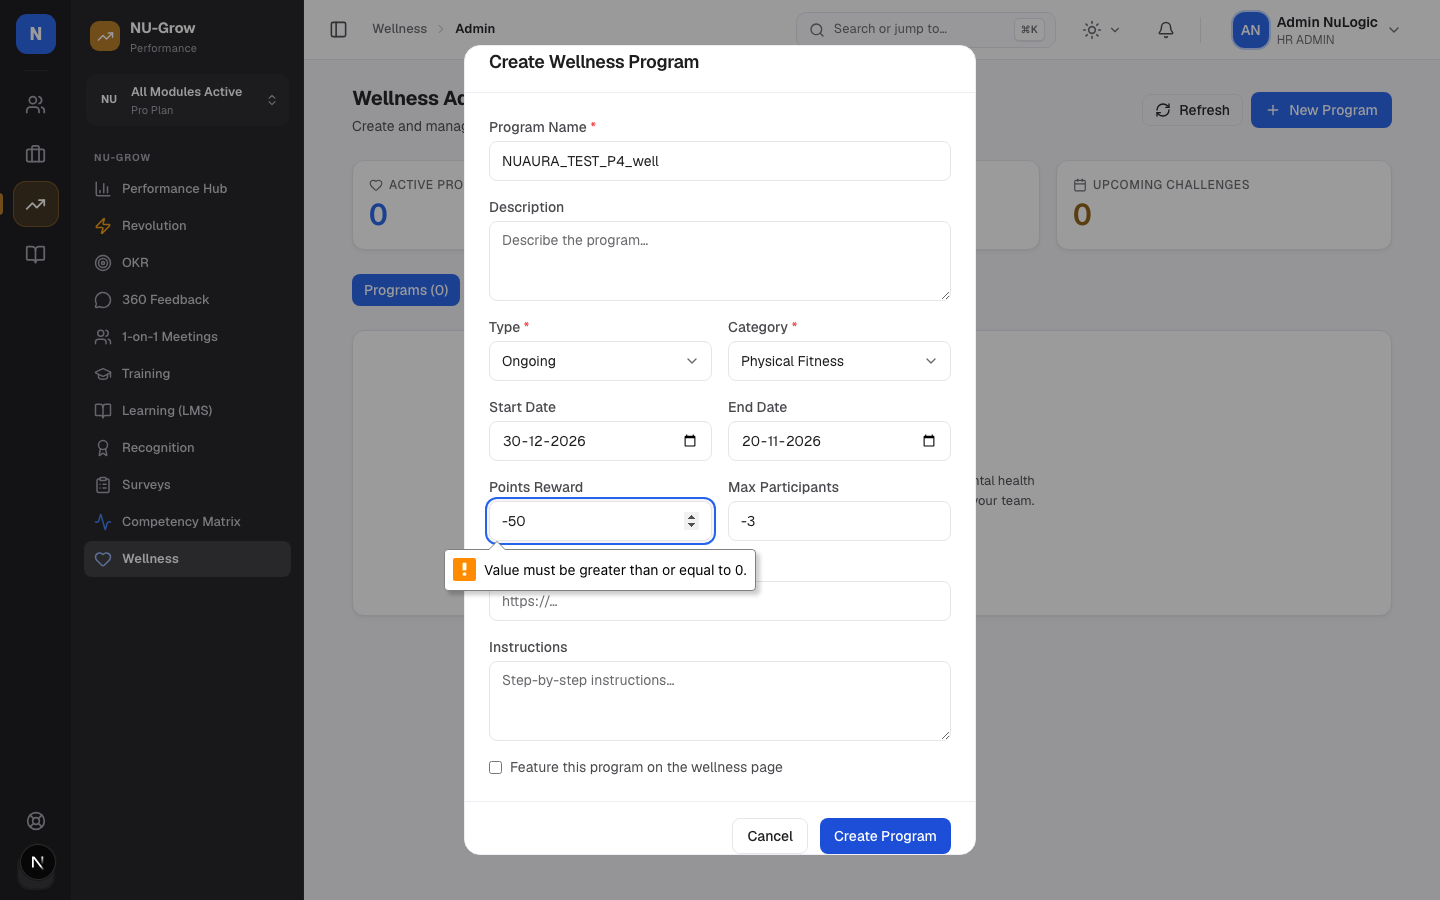 N
NU-Grow
Performance
NU
All Modules Active
Pro Plan
NU-GROW
Performance Hub
Revolution
OKR
360 Feedback
1-on-1 Meetings
Training
Learning (LMS)
Recognition
Surveys
Competency Matrix
Wellness
N
Wellness
Admin
Search or jump to...
⌘K
AN
Admin NuLogic
HR ADMIN
Wellness Ad
Create and manag
Refresh
New Program
ACTIVE PRO
0
UPCOMING CHALLENGES
0
Programs (0)
ntal health
your team.
Create Wellness Program
Program Name *
NUAURA_TEST_P4_well
Description
Describe the program...
Type *
Category *
Ongoing
Physical Fitness
Start Date
End Date
30-12-2026
20-11-2026
Points Reward
Max Participants
-50
-3
Value must be greater than or equal to 0.
https://...
Instructions
Step-by-step instructions...
Feature this program on the wellness page
Cancel
Create Program